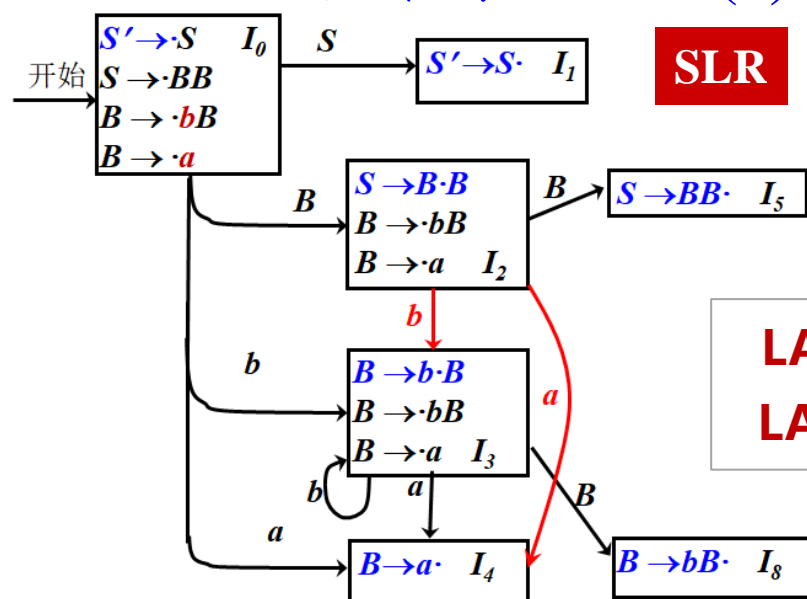 S′→·S I0
S→·BB
B→·bB
B→·a
开始
S
S′→S· I1
SLR
B
S→B·B
B→·bB
B→·a I2
B
S→BB· I5
b
a
b
B→b·B
B→·bB
B→·a I3
LA
LA
b
a
B
a
B→a· I4
B→bB· I8